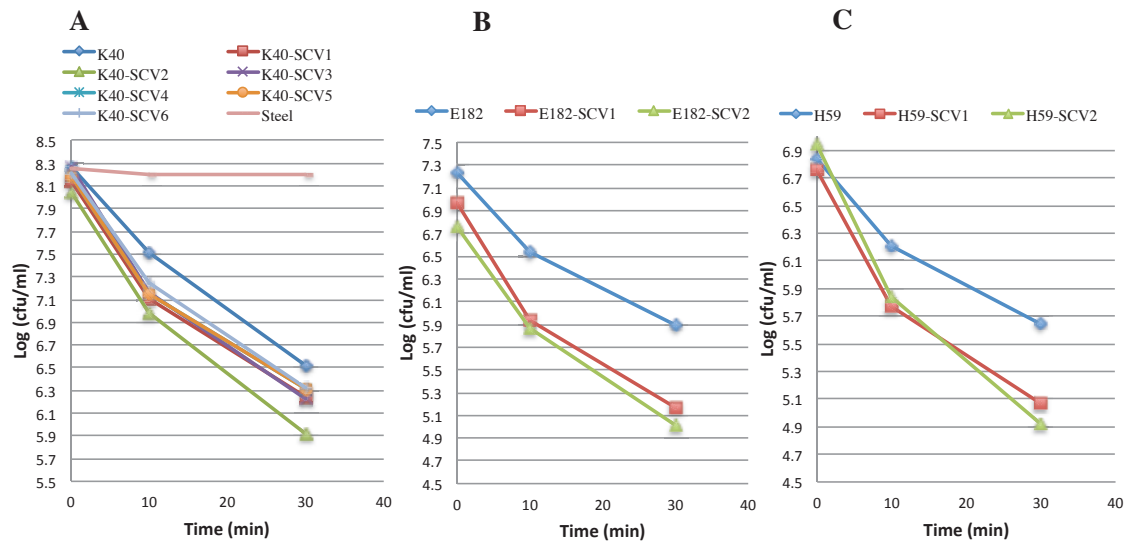 A
K40
K40-SCV1
K40-SCV2
K40-SCV3
K40-SCV4
K40-SCV5
K40-SCV6
Steel
Log (cfu/ml)
8.5
8.3
8.1
7.9
7.7
7.5
7.3
7.1
6.9
6.7
6.5
6.3
6.1
5.9
5.7
5.5
0 10 20 30 40
Time (min)
B
E182 E182-SCV1 E182-SCV2
Log (cfu/ml)
7.5
7.3
7.1
6.9
6.7
6.5
6.3
6.1
5.9
5.7
5.5
5.3
5.1
4.9
4.7
4.5
0 10 20 30 40
Time (min)
C
H59 H59-SCV1 H59-SCV2
Log (cfu/ml)
6.9
6.7
6.5
6.3
6.1
5.9
5.7
5.5
5.3
5.1
4.9
4.7
4.5
0 10 20 30 40
Time (min)